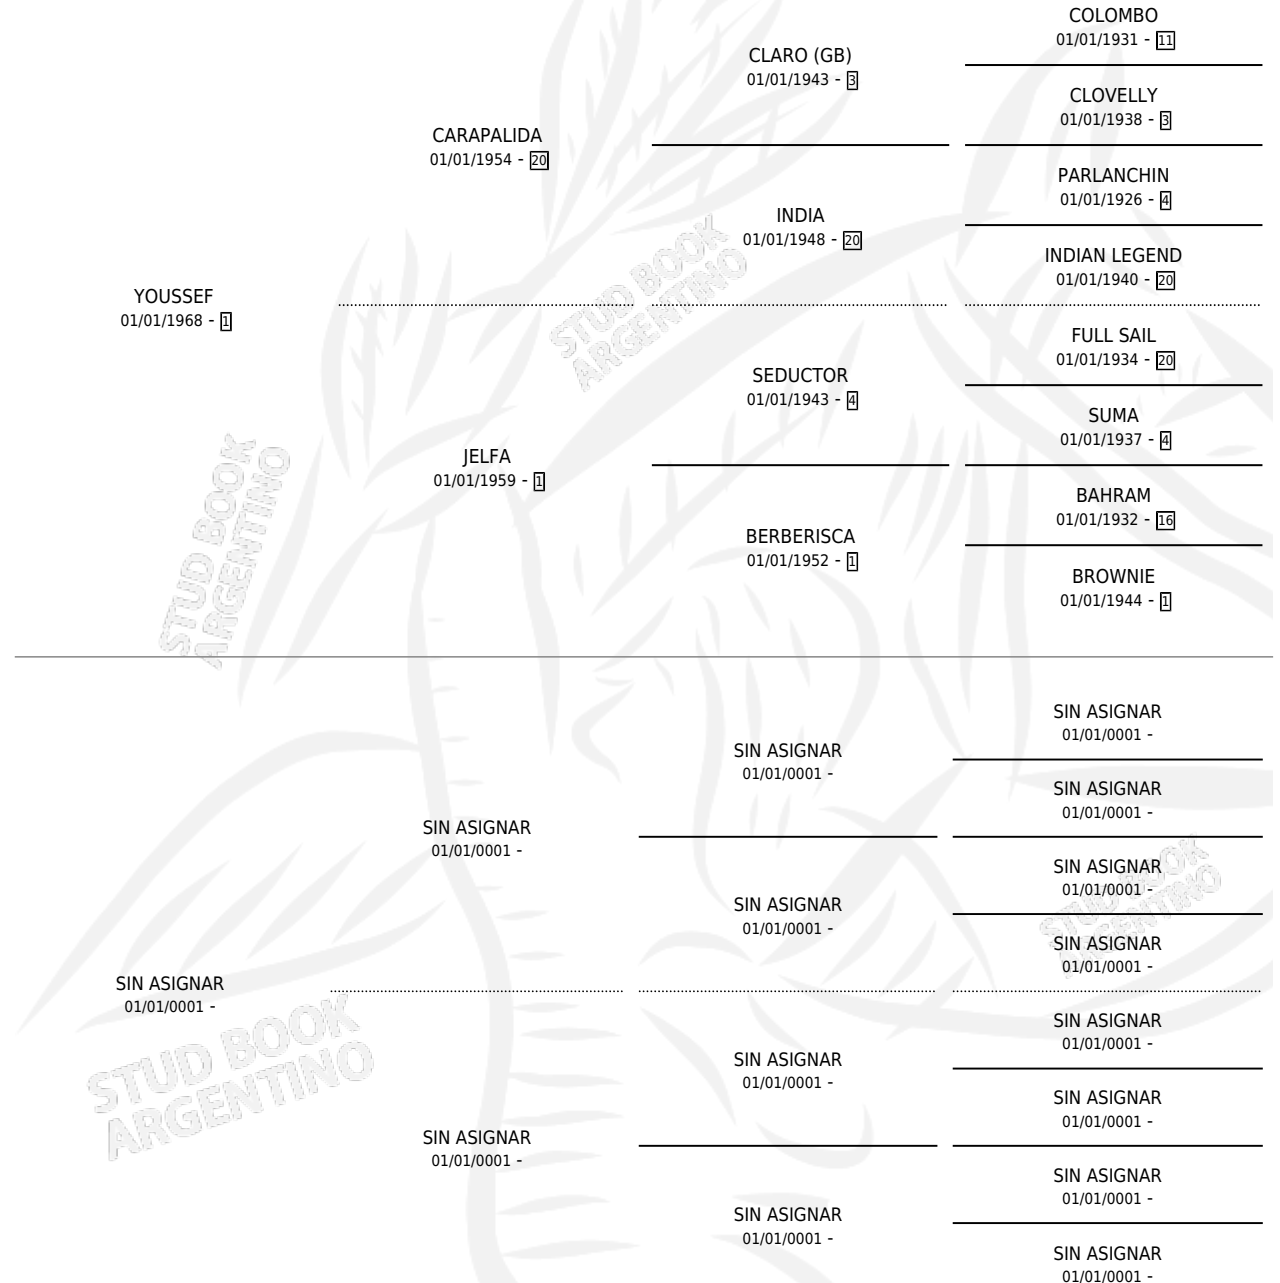 COLOMBO
01/01/1931 - 11
CLARO (GB)
01/01/1943 - 3
CLOVELLY
01/01/1938 - 3
CARAPALIDA
01/01/1954 - 20
PARLANCHIN
01/01/1926 - 4
INDIA
01/01/1948 - 20
INDIAN LEGEND
01/01/1940 - 20
YOUSSEF
01/01/1968 - 1
FULL SAIL
01/01/1934 - 20
SEDUCTOR
01/01/1943 - 4
SUMA
01/01/1937 - 4
JELFA
01/01/1959 - 1
BAHRAM
01/01/1932 - 16
BERBERISCA
01/01/1952 - 1
BROWNIE
01/01/1944 - 1
STUD BOOK
ARGENTINO
STUD BOOK
ARGENTINO
SIN ASIGNAR
01/01/0001 -
SIN ASIGNAR
01/01/0001 -
SIN ASIGNAR
01/01/0001 -
SIN ASIGNAR
01/01/0001 -
SIN ASIGNAR
01/01/0001 -
SIN ASIGNAR
01/01/0001 -
SIN ASIGNAR
01/01/0001 -
SIN ASIGNAR
01/01/0001 -
SIN ASIGNAR
01/01/0001 -
SIN ASIGNAR
01/01/0001 -
SIN ASIGNAR
01/01/0001 -
SIN ASIGNAR
01/01/0001 -
SIN ASIGNAR
01/01/0001 -
SIN ASIGNAR
01/01/0001 -
SIN ASIGNAR
01/01/0001 -
STUD BOOK
ARGENTINO
STUD BOOK
ARGENTINO